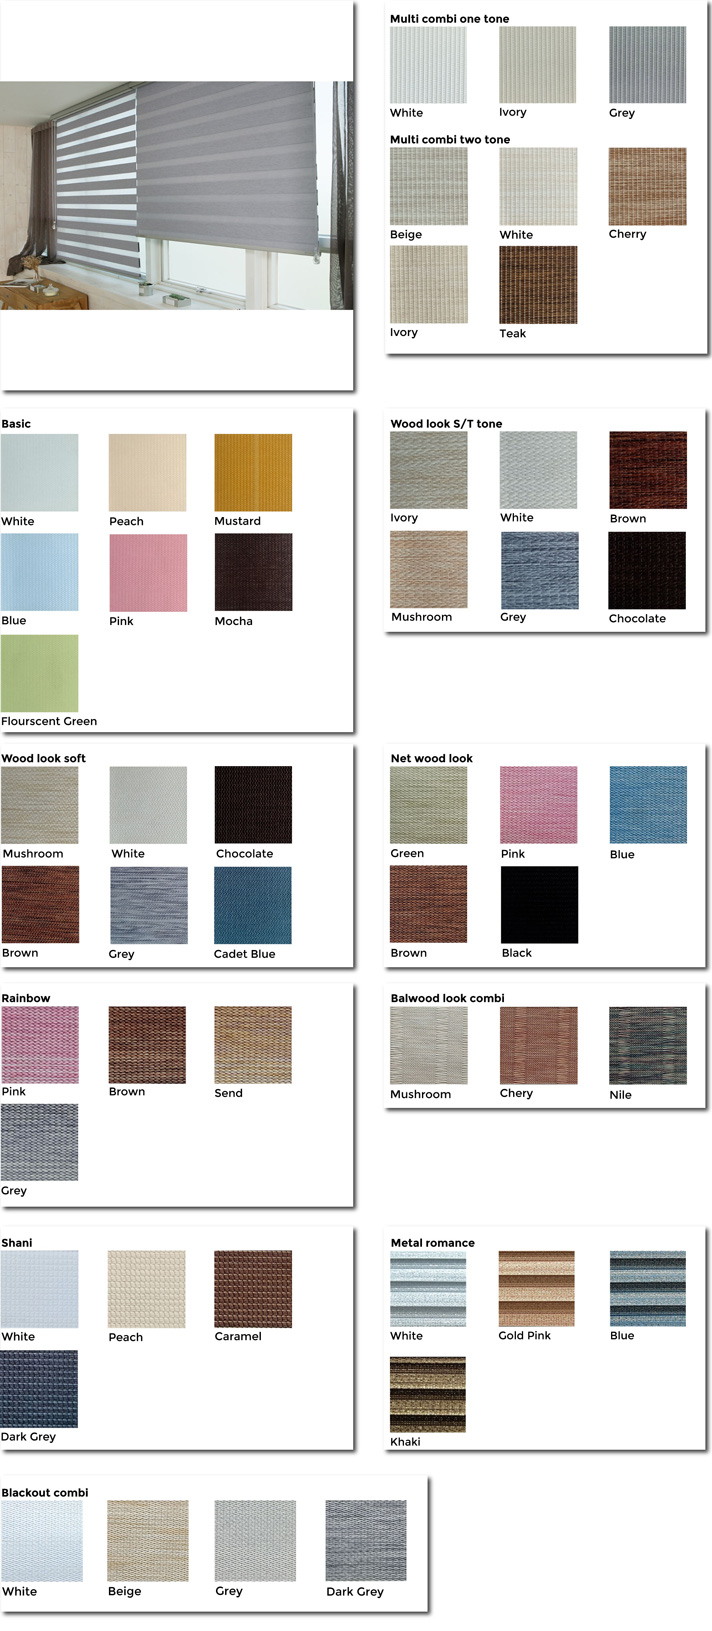 Multi combi one tone
White Ivory Grey
Multi combi two tone
Beige White Cherry
Ivory Teak
Basic
White Peach Mustard
Blue Pink Mocha
Flourscent Green
Wood look S/T tone
Ivory White Brown
Mushroom Grey Chocolate
Wood look soft
Mushroom White Chocolate
Brown Grey Cadet Blue
Net wood look
Green Pink Blue
Brown Black
Rainbow
Pink Brown Send
Grey
Balwood look combi
Mushroom Chery Nile
Shani
White Peach Caramel
Dark Grey
Metal romance
White Gold Pink Blue
Khaki
Blackout combi
White Beige Grey Dark Grey